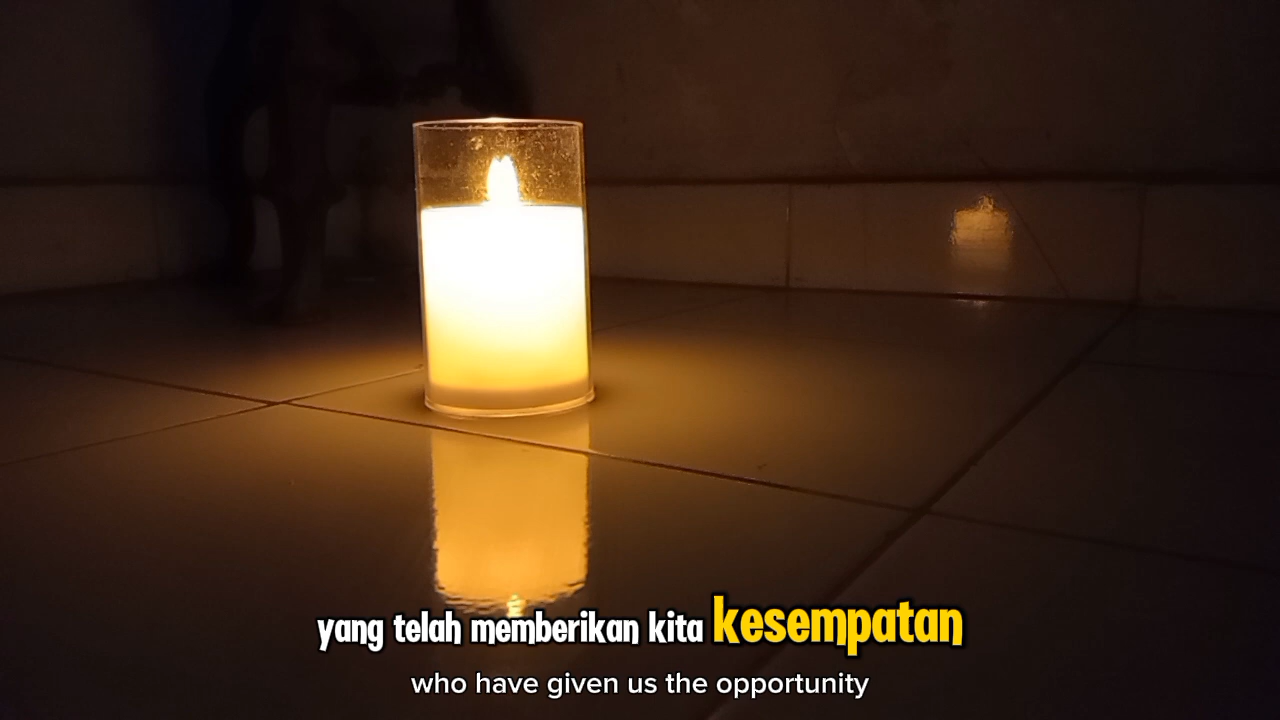 yang telah memberikan kita kesempatan
who have given us the opportunity